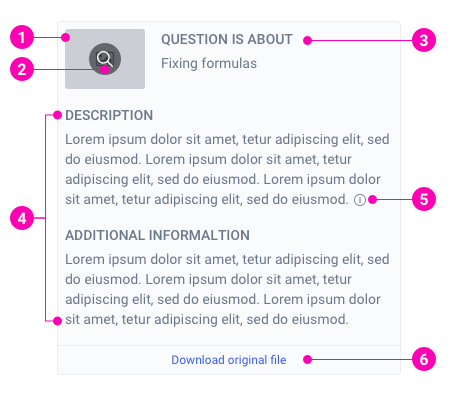 1
QUESTION IS ABOUT
3
2
Fixing formulas
DESCRIPTION
Lorem ipsum dolor sit amet, tetur adipiscing elit, sed
do eiusmod. Lorem ipsum dolor sit amet, tetur
adipiscing elit, sed do eiusmod. Lorem ipsum dolor
sit amet, tetur adipiscing elit, sed do eiusmod.
5
4
ADDITIONAL INFORMALTION
Lorem ipsum dolor sit amet, tetur adipiscing elit, sed
do eiusmod. Lorem ipsum dolor sit amet, tetur
adipiscing elit, sed do eiusmod. Lorem ipsum dolor
sit amet, tetur adipiscing elit, sed do eiusmod.
Download original file
6